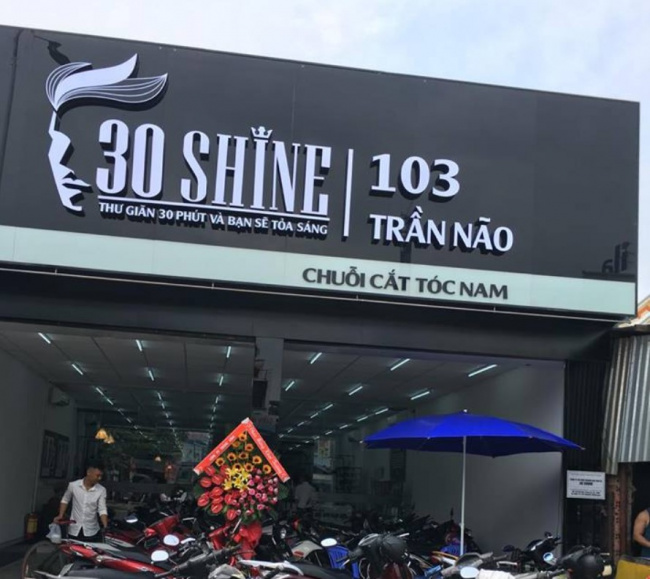 30 SHINE
THƯ GIÃN 30 PHÚT VÀ BẠN SẼ TỎA SÁNG
103
TRẦN NÃO
CHUỖI CẮT TÓC NAM